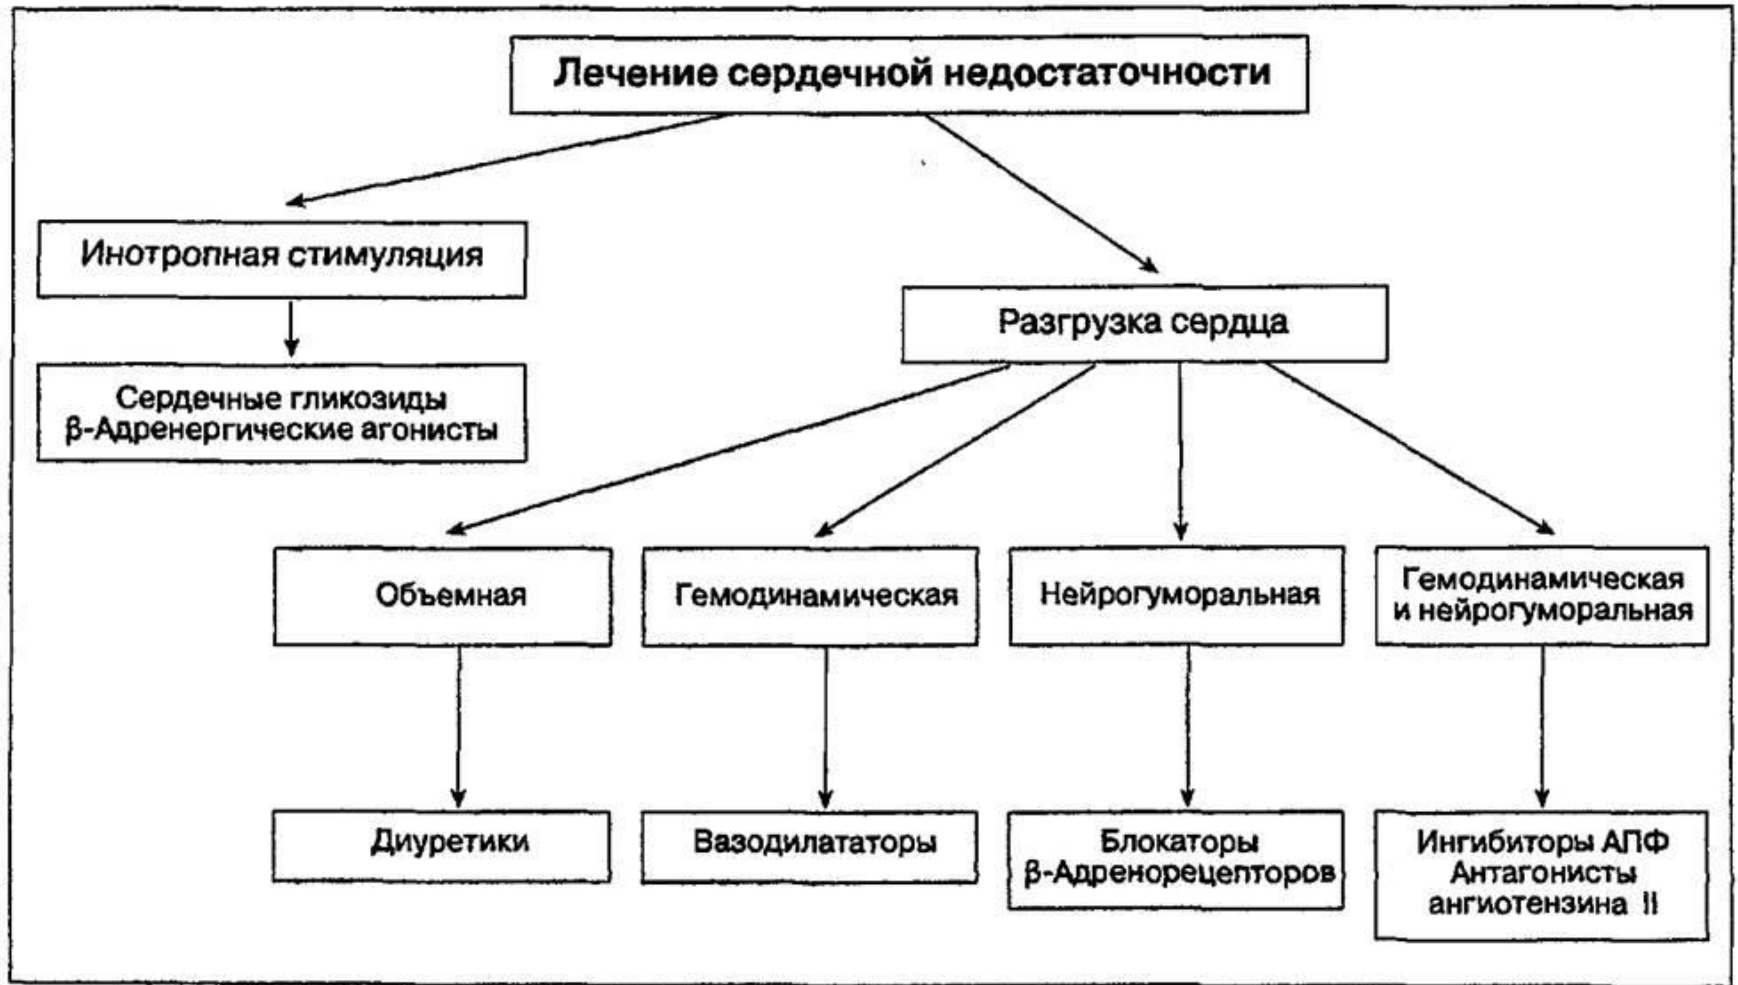 Лечение сердечной недостаточности
Инотропная стимуляция
Разгрузка сердца
Сердечные гликозиды
β-Адренергические агонисты
Объемная
Гемодинамическая
Нейрогуморальная
Гемодинамическая
и нейрогуморальная
Диуретики
Вазодилататоры
Блокаторы
β-Адренорецепторов
Ингибиторы АПФ
Антагонисты
ангиотензина II